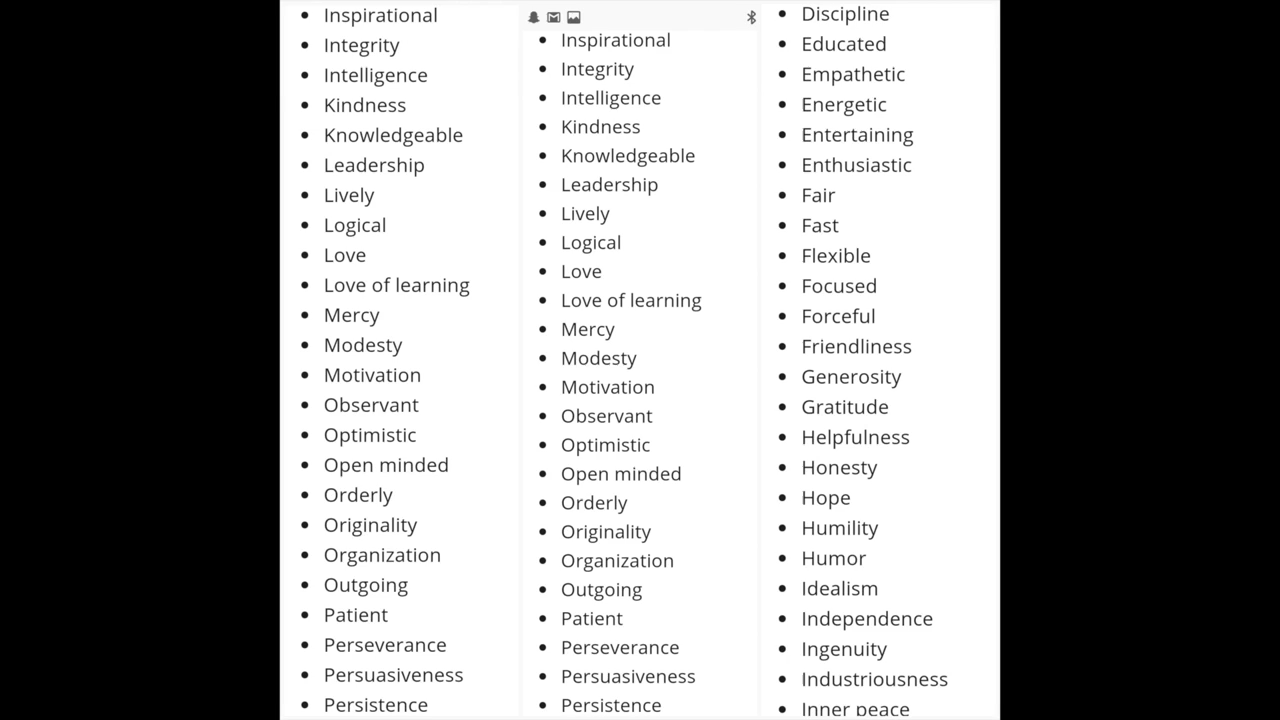 Inspirational
Integrity
Intelligence
Kindness
Knowledgeable
Leadership
Lively
Logical
Love
Love of learning
Mercy
Modesty
Motivation
Observant
Optimistic
Open minded
Orderly
Originality
Organization
Outgoing
Patient
Perseverance
Persuasiveness
Persistence
Inspirational
Integrity
Intelligence
Kindness
Knowledgeable
Leadership
Lively
Logical
Love
Love of learning
Mercy
Modesty
Motivation
Observant
Optimistic
Open minded
Orderly
Originality
Organization
Outgoing
Patient
Perseverance
Persuasiveness
Persistence
Discipline
Educated
Empathetic
Energetic
Entertaining
Enthusiastic
Fair
Fast
Flexible
Focused
Forceful
Friendliness
Generosity
Gratitude
Helpfulness
Honesty
Hope
Humility
Humor
Idealism
Independence
Ingenuity
Industriousness
Inner peace